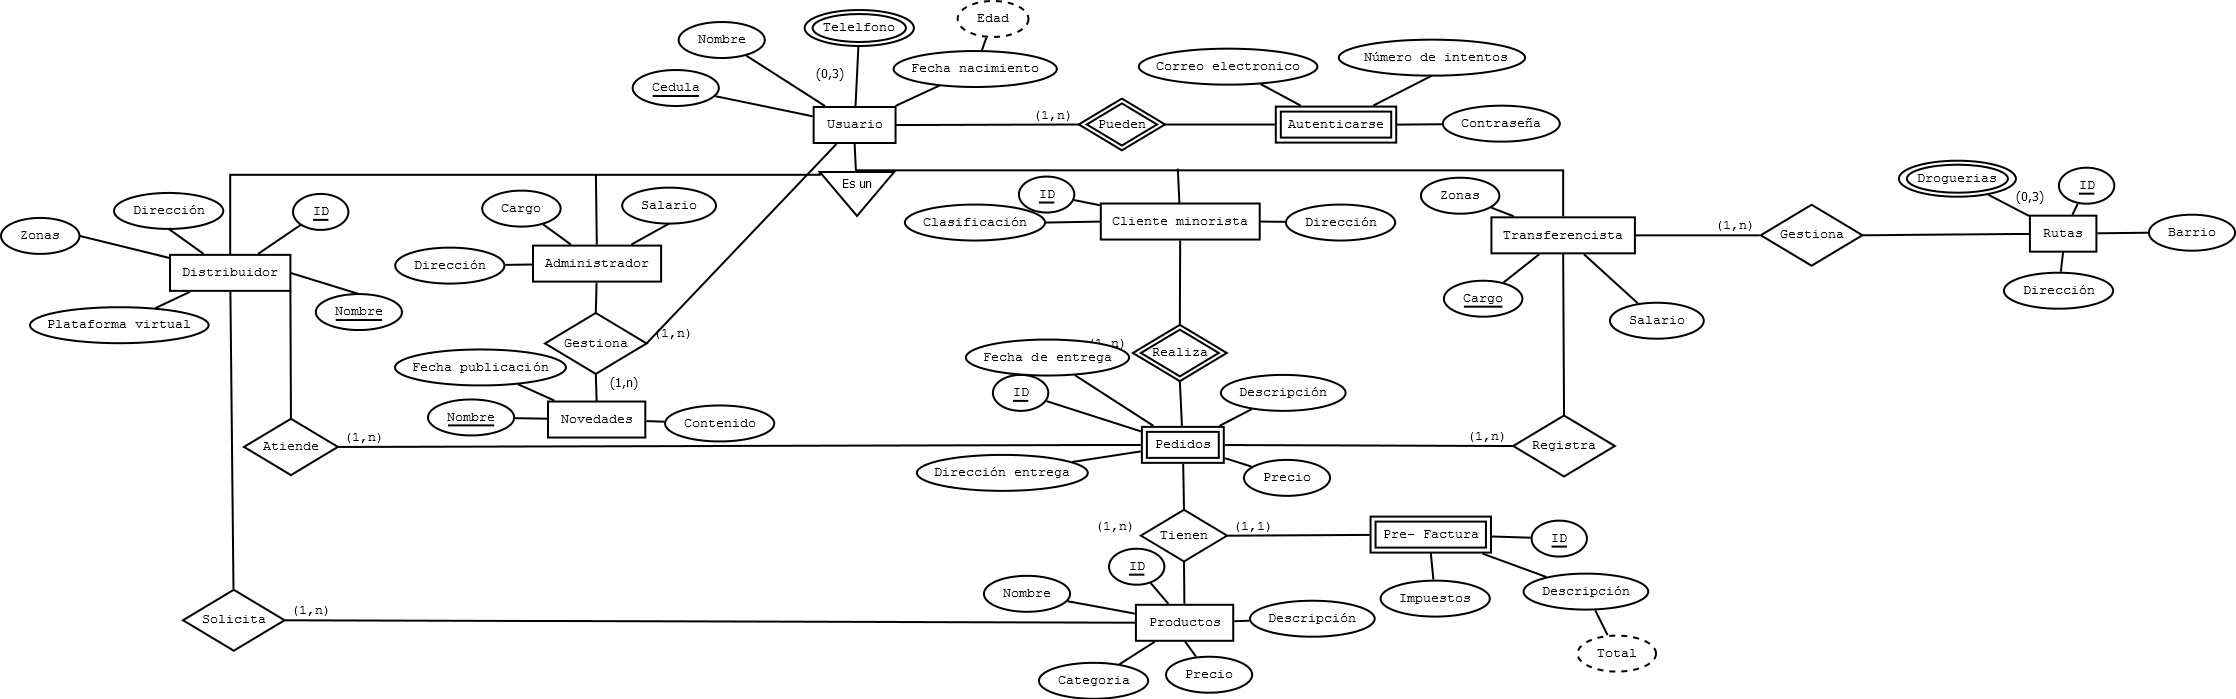 Edad
Telelfono
Nombre
Fecha nacimiento
(0,3)
Cedula
Correo electronico
Número de intentos
Usuario
(1,n)
Pueden
Autenticarse
Contraseña
Es un
Zonas
Dirección
ID
Cargo
Salario
Dirección
Administrador
Distribuidor
Nombre
Plataforma virtual
ID
Clasificación
Cliente minorista
Dirección
Zonas
Transferencista
(1,n)
Gestiona
Cargo
Salario
Droguerias
(0,3)
ID
Rutas
Barrio
Dirección
Gestiona
(1,n)
Fecha publicación
(1,n)
Nombre
Novedades
Contenido
Fecha de entrega
(1,n)
Realiza
ID
Descripción
Atiende
(1,n)
Pedidos
(1,n)
Registra
Dirección entrega
Precio
(1,n)
Tienen
(1,1)
Pre- Factura
ID
Impuestos
Descripción
Total
Solicita
(1,n)
ID
Nombre
Productos
Descripción
Categoria
Precio